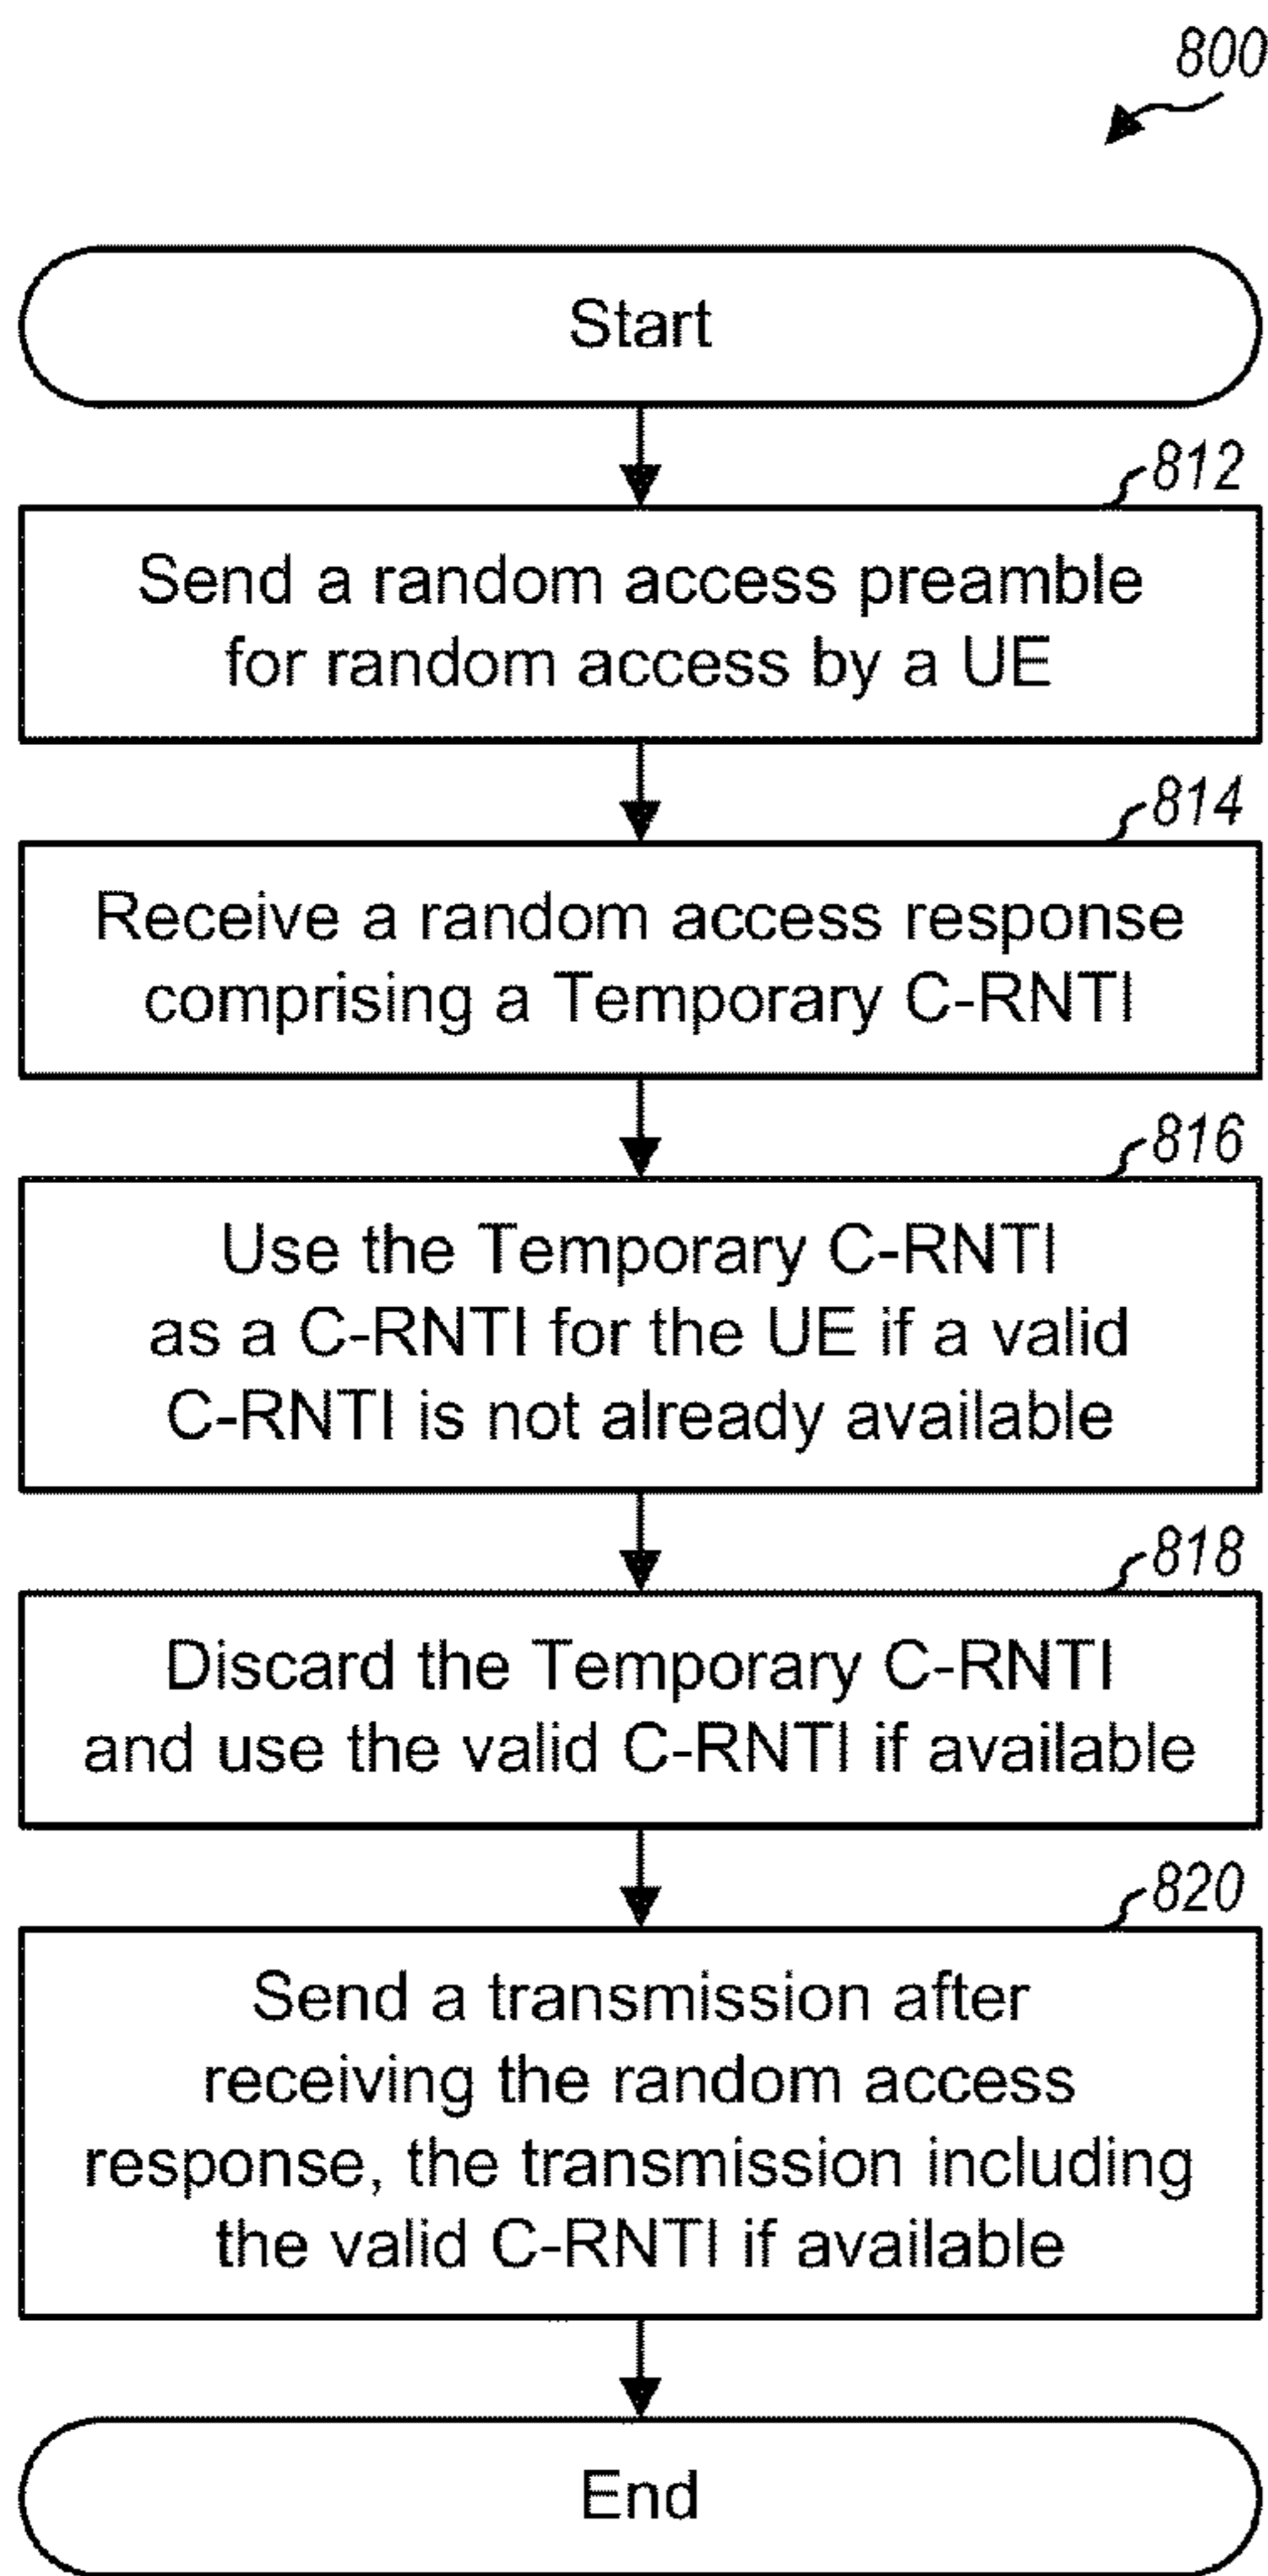 800
Start
812
Send a random access preamble
for random access by a UE
814
Receive a random access response
comprising a Temporary C-RNTI
816
Use the Temporary C-RNTI
as a C-RNTI for the UE if a valid
C-RNTI is not already available
818
Discard the Temporary C-RNTI
and use the valid C-RNTI if available
820
Send a transmission after
receiving the random access
response, the transmission including
the valid C-RNTI if available
End